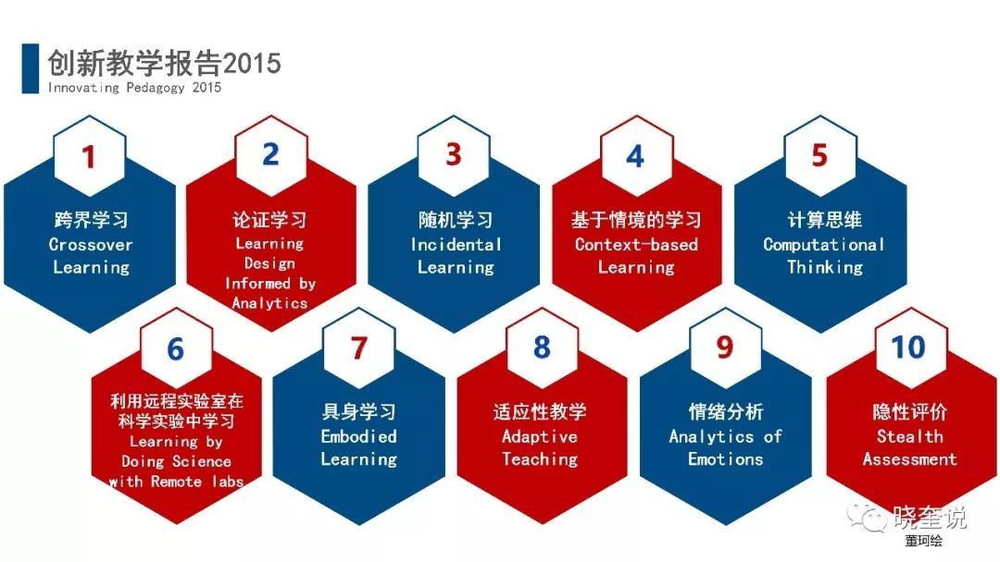 创新教学报告2015
Innovating Pedagogy 2015
1
跨界学习
Crossover
Learning
2
论证学习
Learning
Design
Informed by
Analytics
3
随机学习
Incidental
Learning
4
基于情境的学习
Context-based
Learning
5
计算思维
Computational
Thinking
6
利用远程实验室在
科学实验中学习
Learning by
Doing Science
with Remote labs
7
具身学习
Embodied
Learning
8
适应性教学
Adaptive
Teaching
9
情绪分析
Analytics of
Emotions
10
隐性评价
Stealth
Assessment
晓奎说
董珂绘